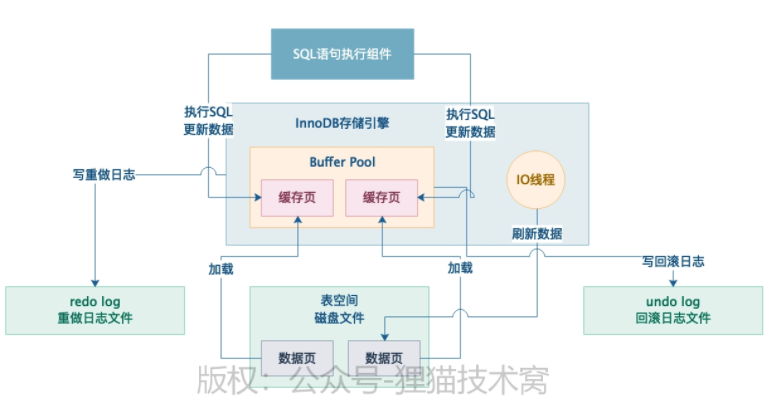 SQL语句执行组件
执行SQL
更新数据
执行SQL
更新数据
InnoDB存储引擎
Buffer Pool
写重做日志
IO线程
缓存页
缓存页
刷新数据
加载
加载
写回滚日志
redo log
重做日志文件
表空间
磁盘文件
undo log
回滚日志文件
数据页
数据页
版权：公众号-狸猫技术窝